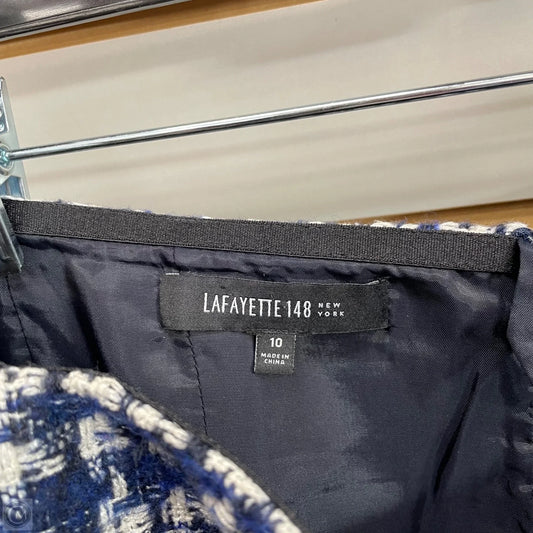 LAFAYETTE 148 NEW YORK
10
MADE IN
CHINA